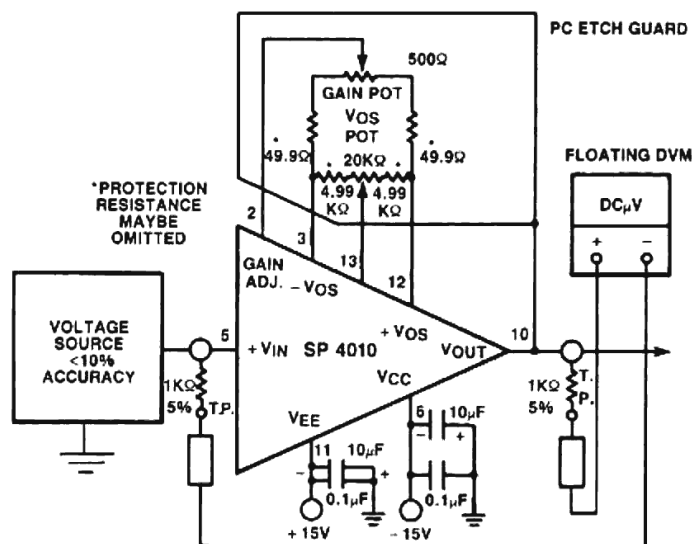 PC ETCH GUARD
500Ω
GAIN POT
VOS
POT
*
49.9Ω
*
49.9Ω
* 20KΩ *
4.99
KΩ
4.99
KΩ
FLOATING DVM
DCμV
+ −
*PROTECTION
RESISTANCE
MAYBE
OMITTED
2
3
13
12
GAIN
ADJ.
−VOS
+VOS
VOLTAGE
SOURCE
<10%
ACCURACY
5
+VIN
SP 4010
VOUT
10
1KΩ
5%
T.P.
1KΩ
5%
T.
P.
VCC
VEE
6
10μF
− +
0.1μF
11
10μF
− +
0.1μF
+15V
−15V